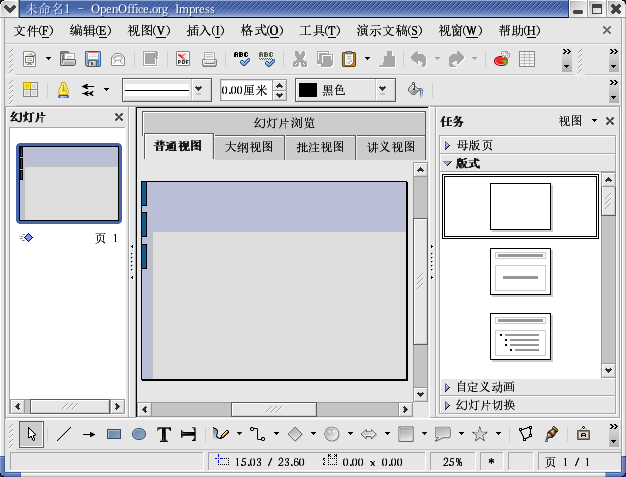 未命名1 - OpenOffice.org Impress
文件(F) 编辑(E) 视图(V) 插入(I) 格式(O) 工具(T) 演示文稿(S) 视窗(W) 帮助(H)
PDF ABC ABC
0.00厘米 黑色
幻灯片
页 1
幻灯片浏览
普通视图 大纲视图 批注视图 讲义视图
任务 视图
母版页
版式
自定义动画
幻灯片切换
T A
15.03 / 23.60 0.00 x 0.00 25% * 页 1 / 1